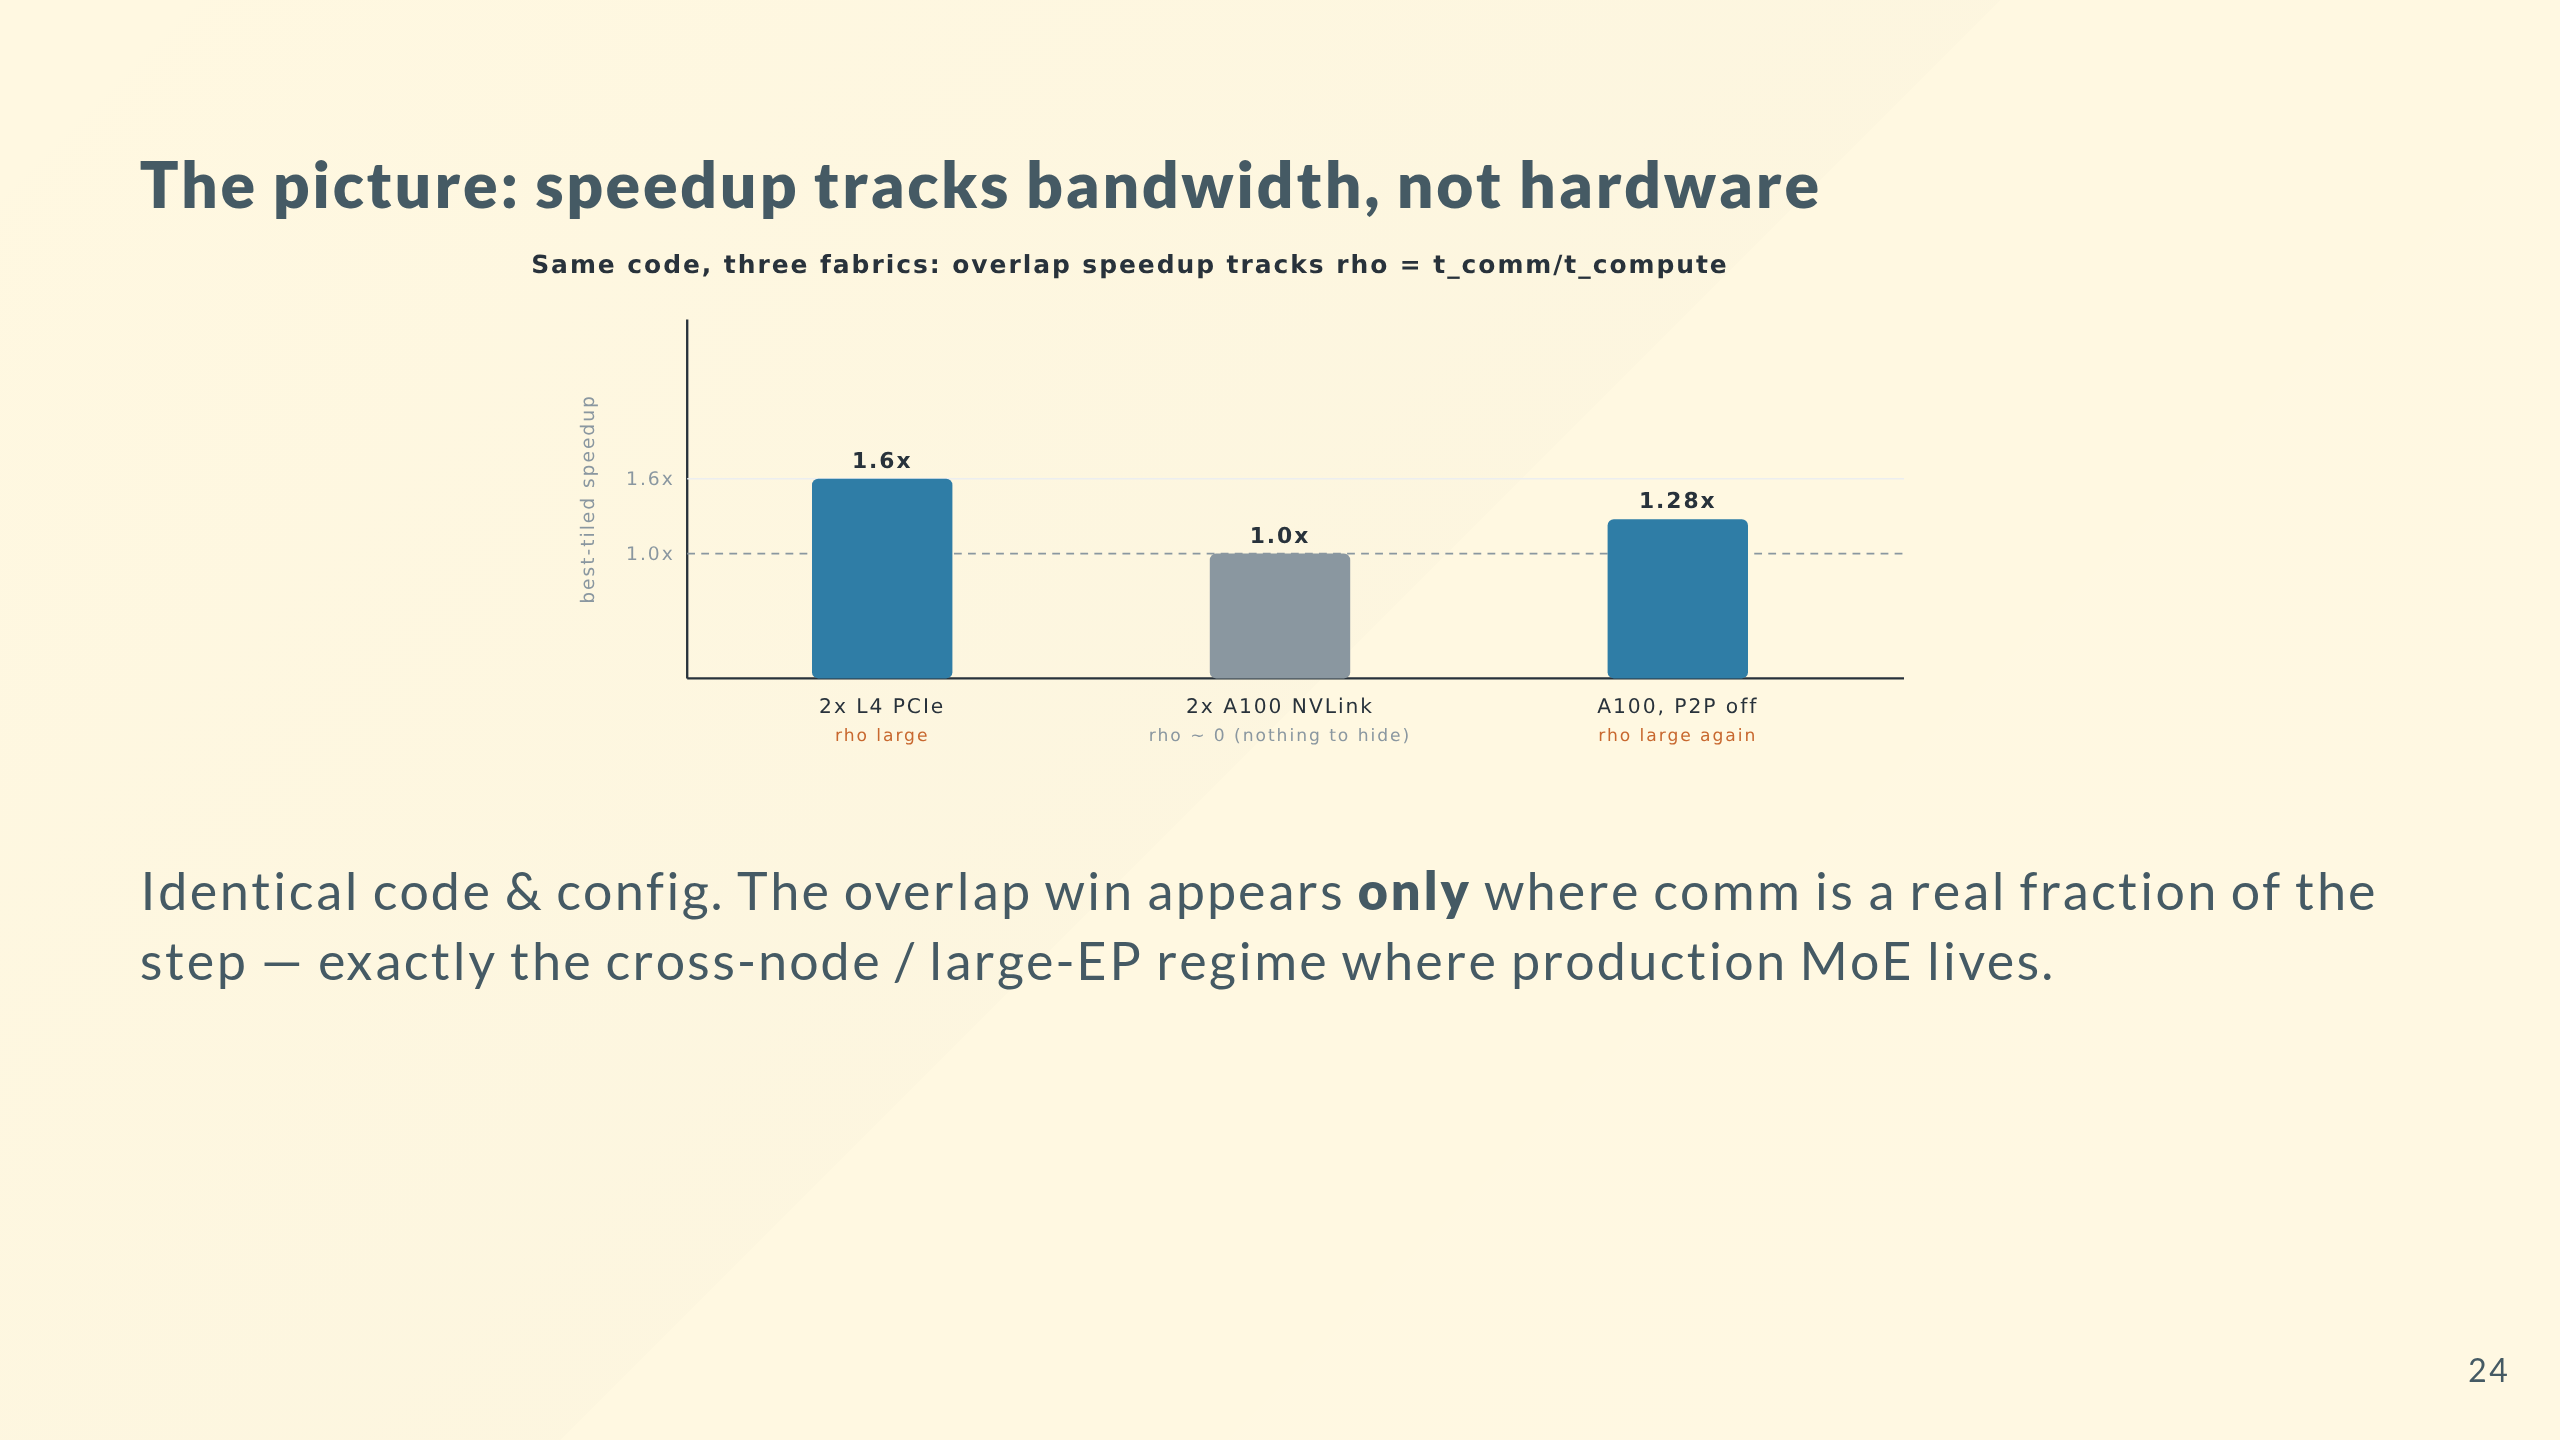 The picture: speedup tracks bandwidth, not hardware
Same code, three fabrics: overlap speedup tracks rho = t_comm/t_compute
best-tiled speedup
1.6x
1.0x
1.6x
1.0x
1.28x
2x L4 PCIe
rho large
2x A100 NVLink
rho ~ 0 (nothing to hide)
A100, P2P off
rho large again
Identical code & config. The overlap win appears only where comm is a real fraction of the
step — exactly the cross-node / large-EP regime where production MoE lives.
24